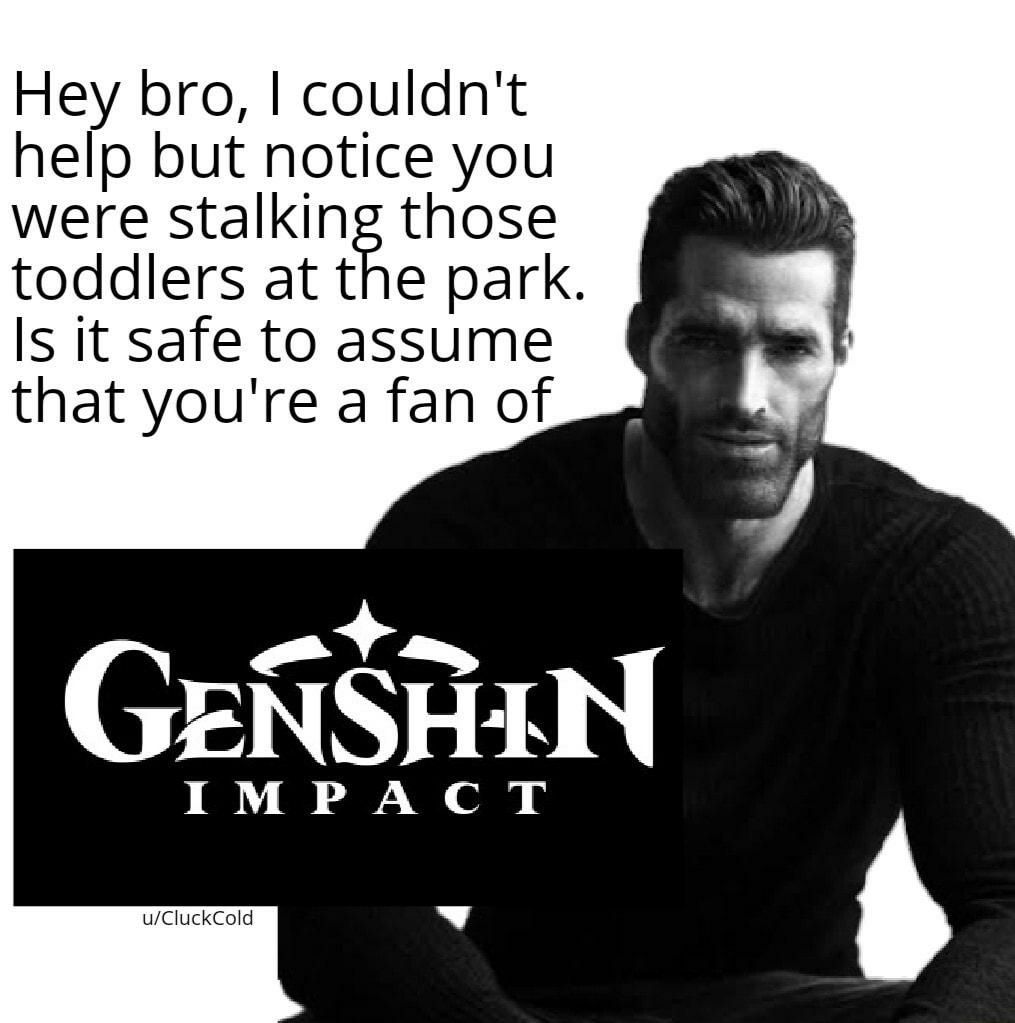 Hey bro, I couldn't
help but notice you
were stalking those
toddlers at the park.
Is it safe to assume
that you're a fan of
GENSHIN
IMPACT
u/CluckCold